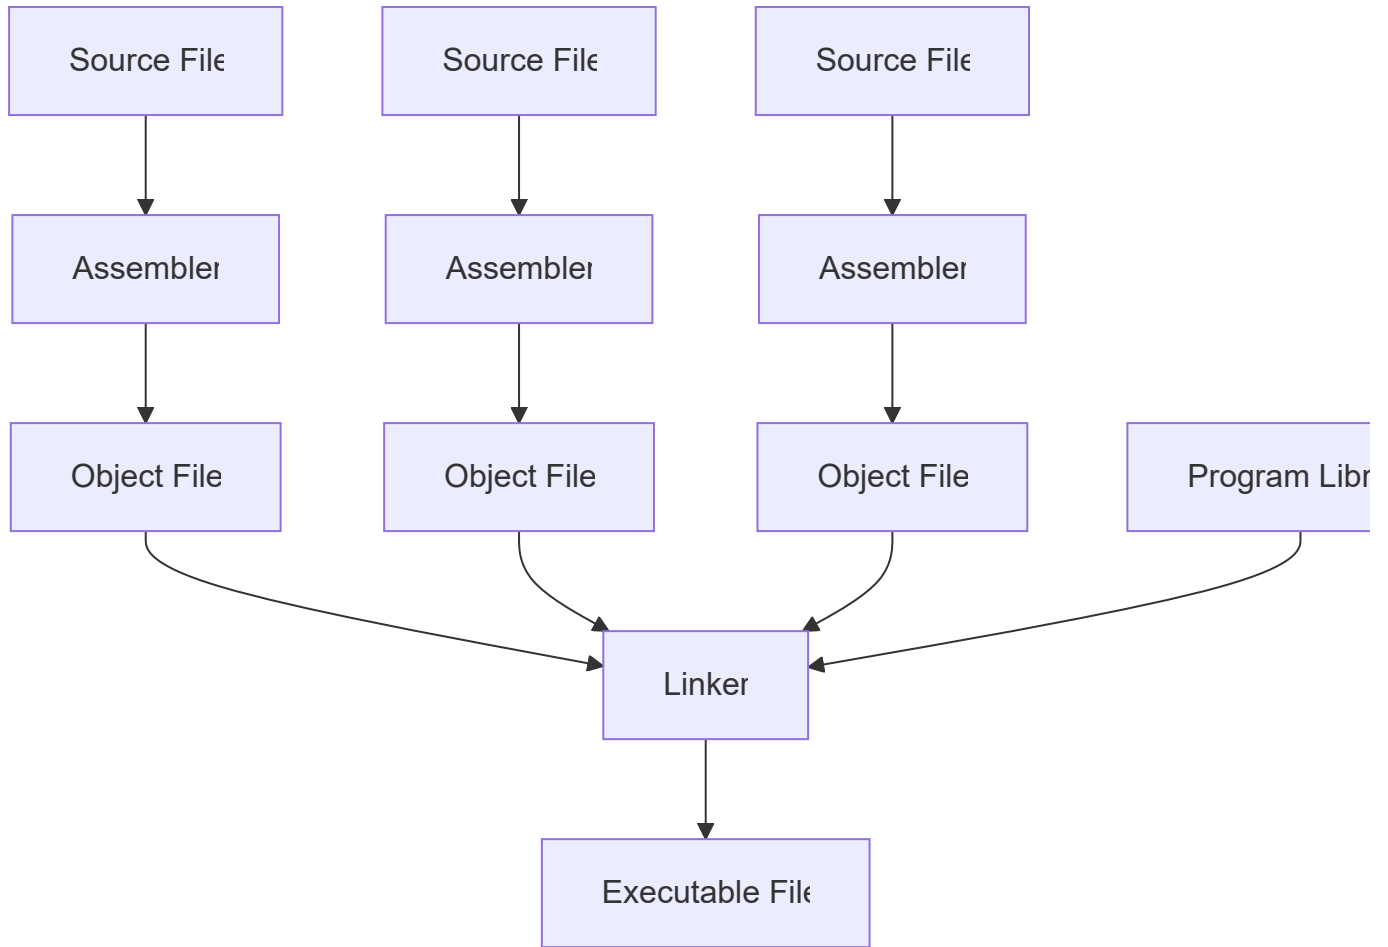 Source File
Source File
Source File
Assembler
Assembler
Assembler
Object File
Object File
Object File
Program Libr
Linker
Executable File